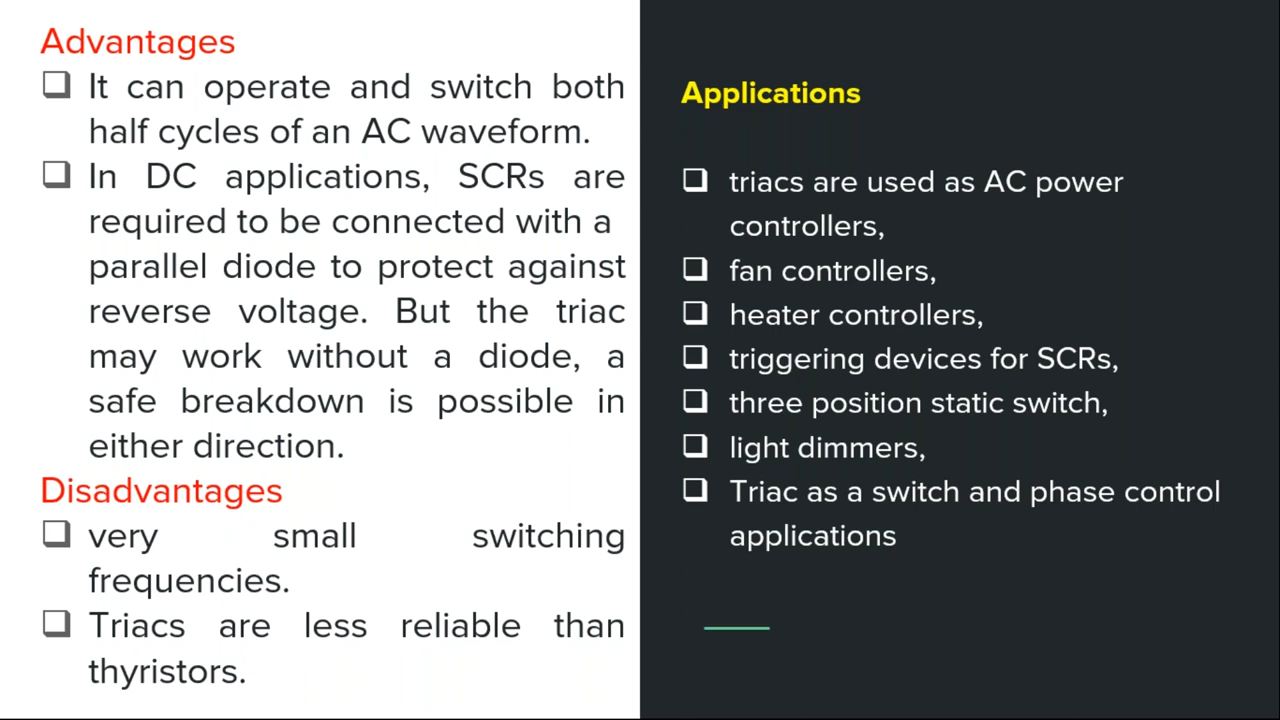 Advantages
❑ It can operate and switch both
half cycles of an AC waveform.
❑ In DC applications, SCRs are
required to be connected with a
parallel diode to protect against
reverse voltage. But the triac
may work without a diode, a
safe breakdown is possible in
either direction.
Disadvantages
❑ very small switching
frequencies.
❑ Triacs are less reliable than
thyristors.
Applications
❑ triacs are used as AC power
controllers,
❑ fan controllers,
❑ heater controllers,
❑ triggering devices for SCRs,
❑ three position static switch,
❑ light dimmers,
❑ Triac as a switch and phase control
applications